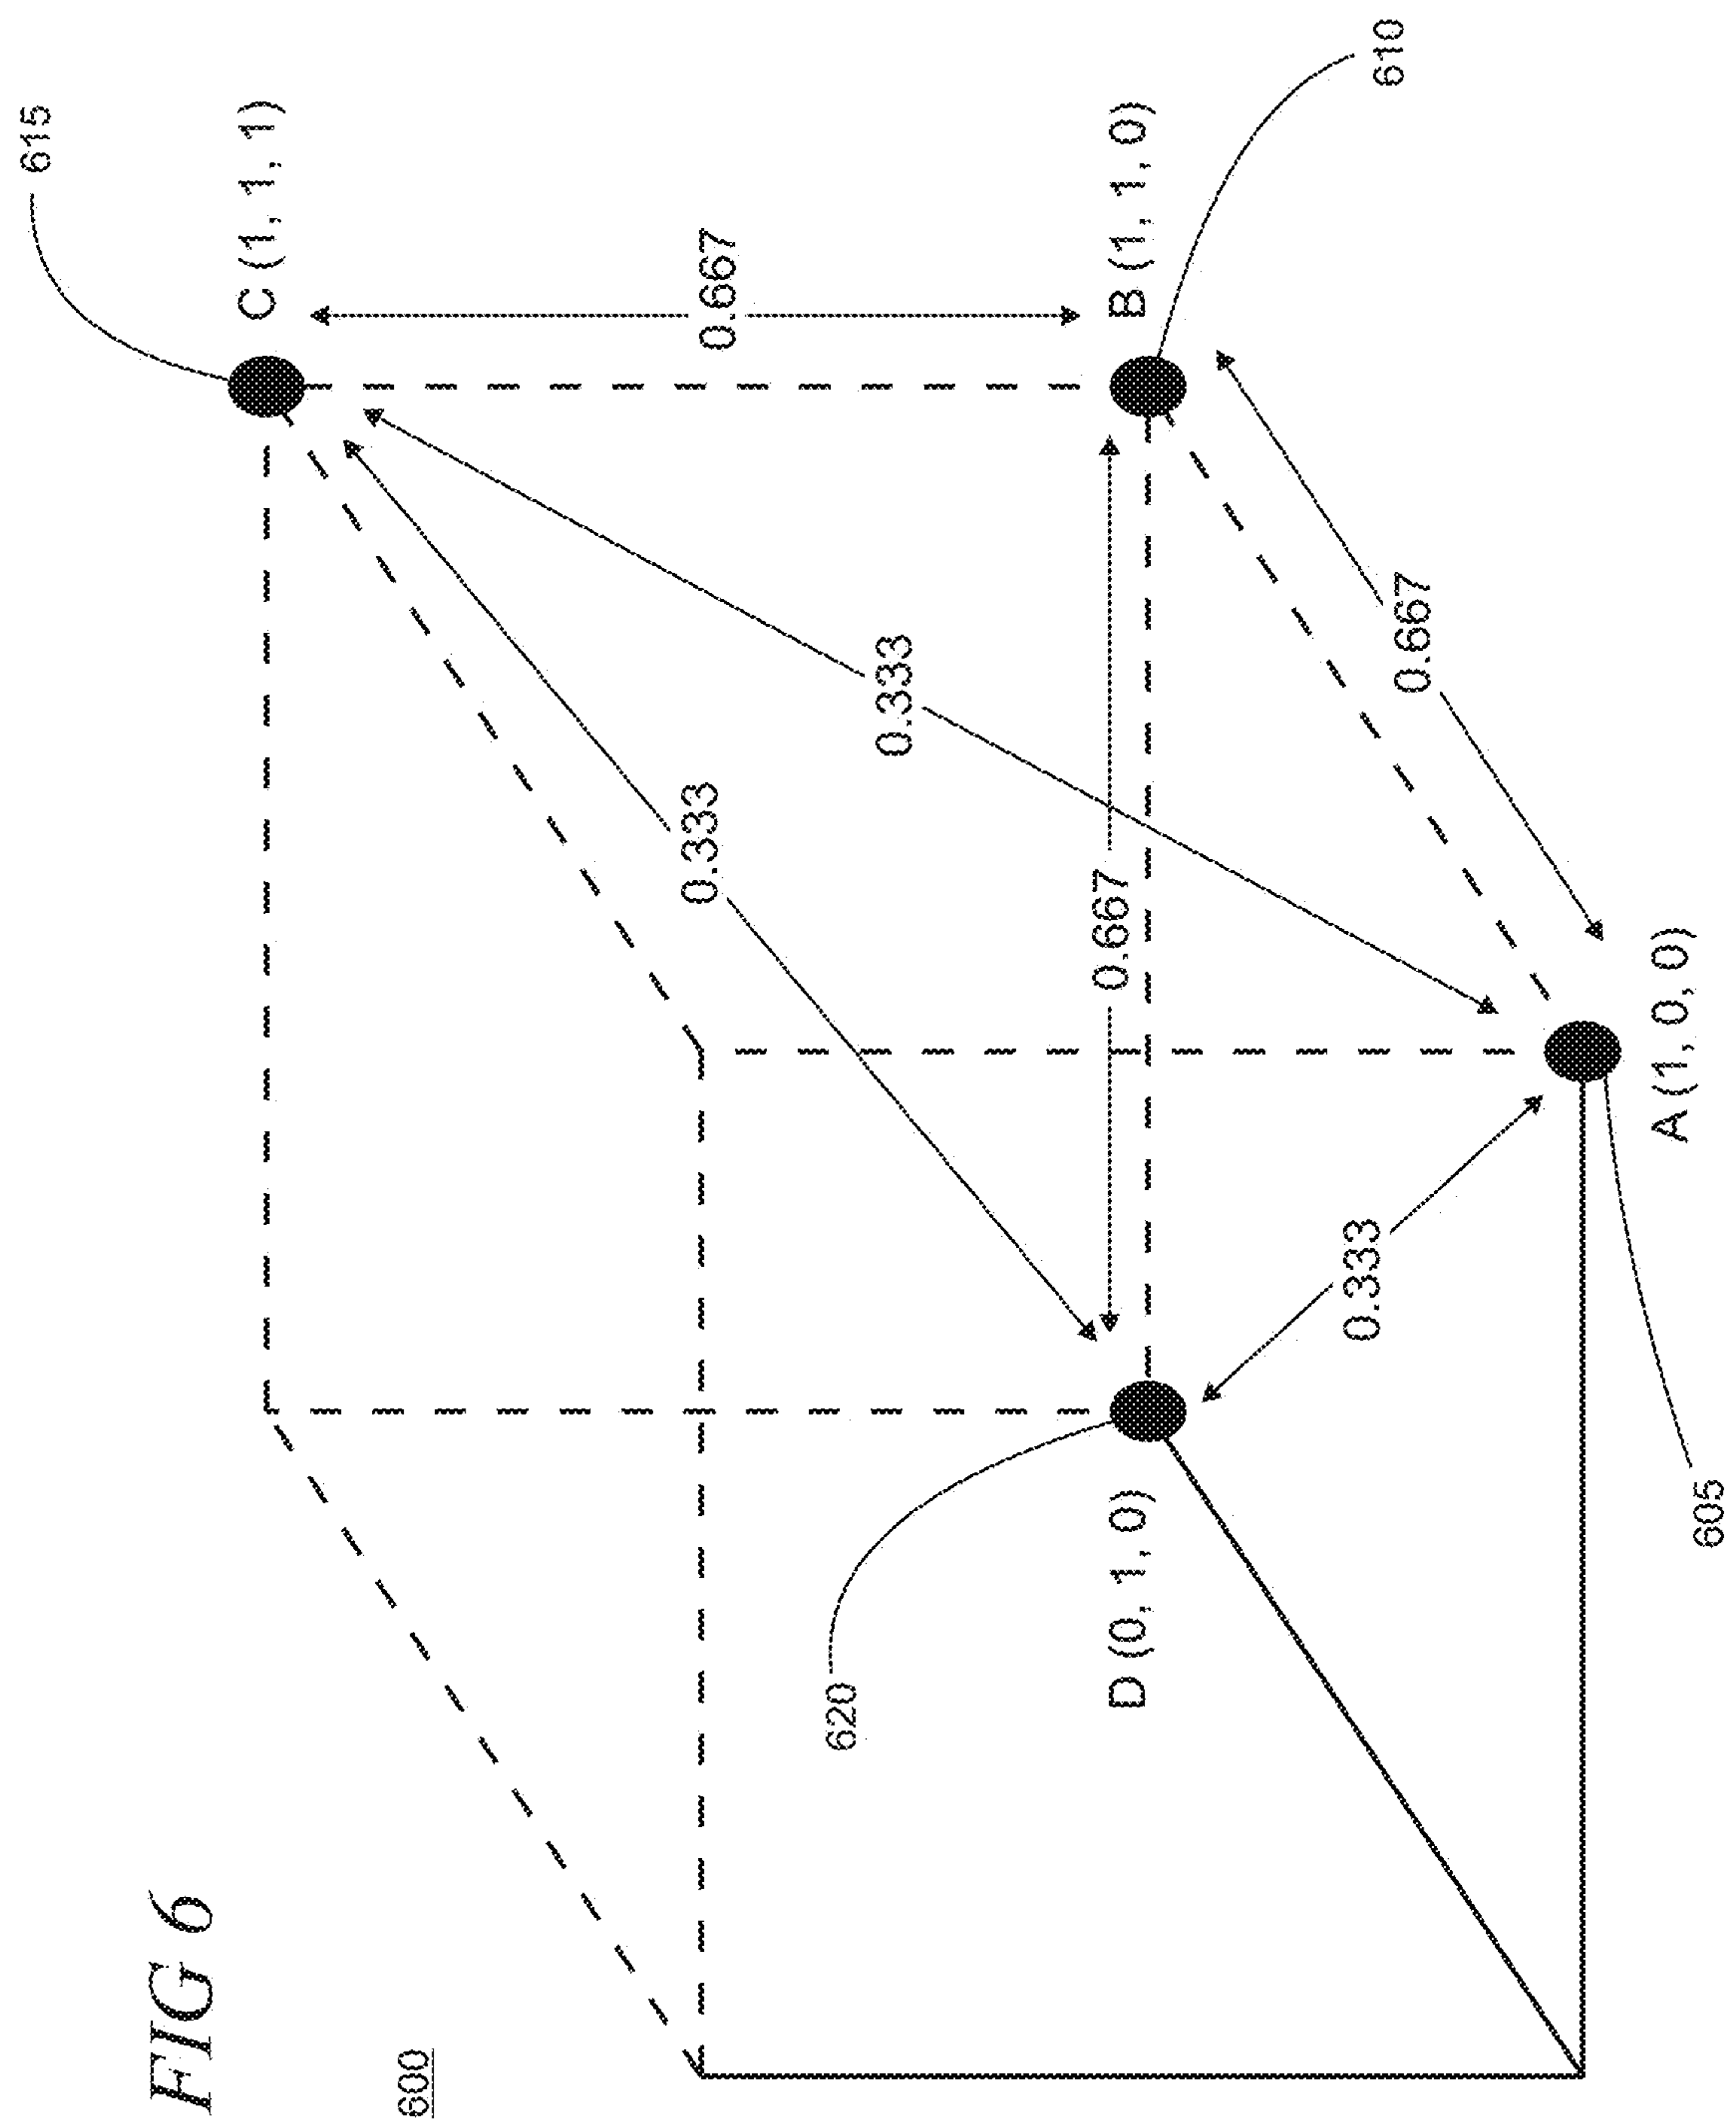 FIG 6
600
615
C (1, 1, 1)
0.667
B (1, 1, 0)
610
0.333
0.333
0.667
0.667
D (0, 1, 0)
620
0.333
A (1, 0, 0)
605